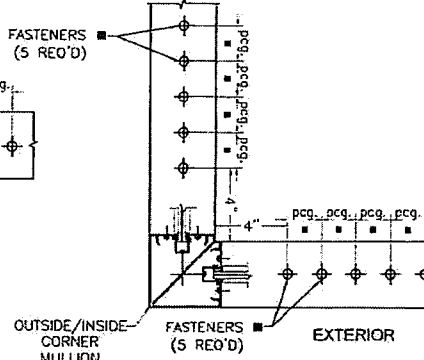 FASTENERS ■
(5 REQ'D)
g.
■ pcg.
■ pcg.
■ pcg.
■ pcg.
4"
4"
pcg. pcg. pcg. pcg.
■ ■ ■ ■
OUTSIDE/INSIDE
CORNER
MULLION
FASTENERS ■
(5 REQ'D)
EXTERIOR